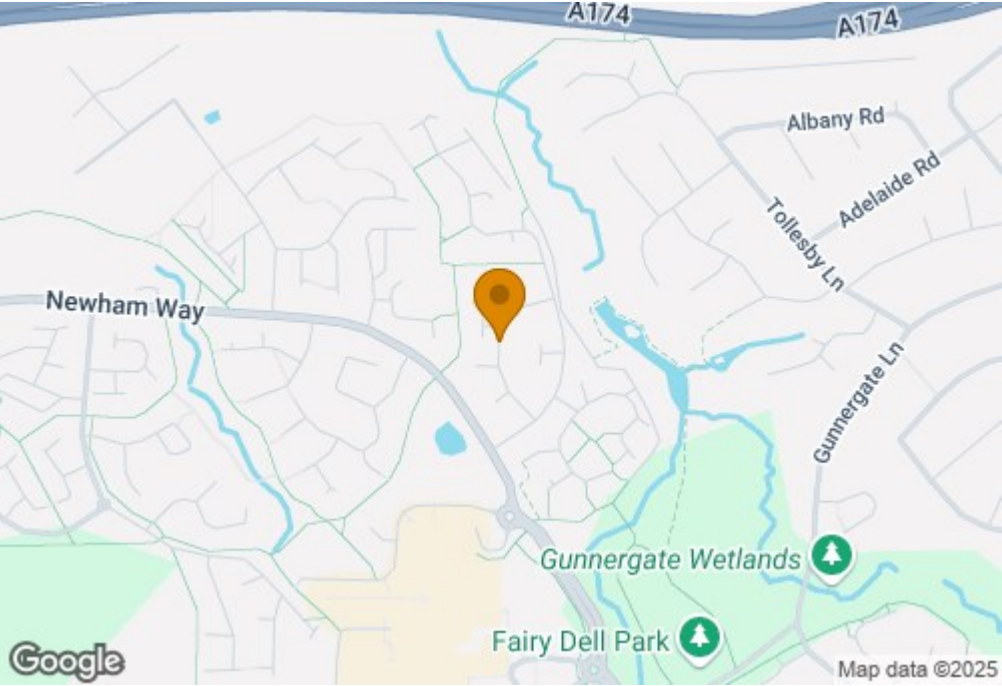 A174
A174
Albany Rd
Adelaide Rd
Tollesby Ln
Newham Way
Gunnergate Ln
Gunnergate Wetlands
Fairy Dell Park
Google
Map data ©2025